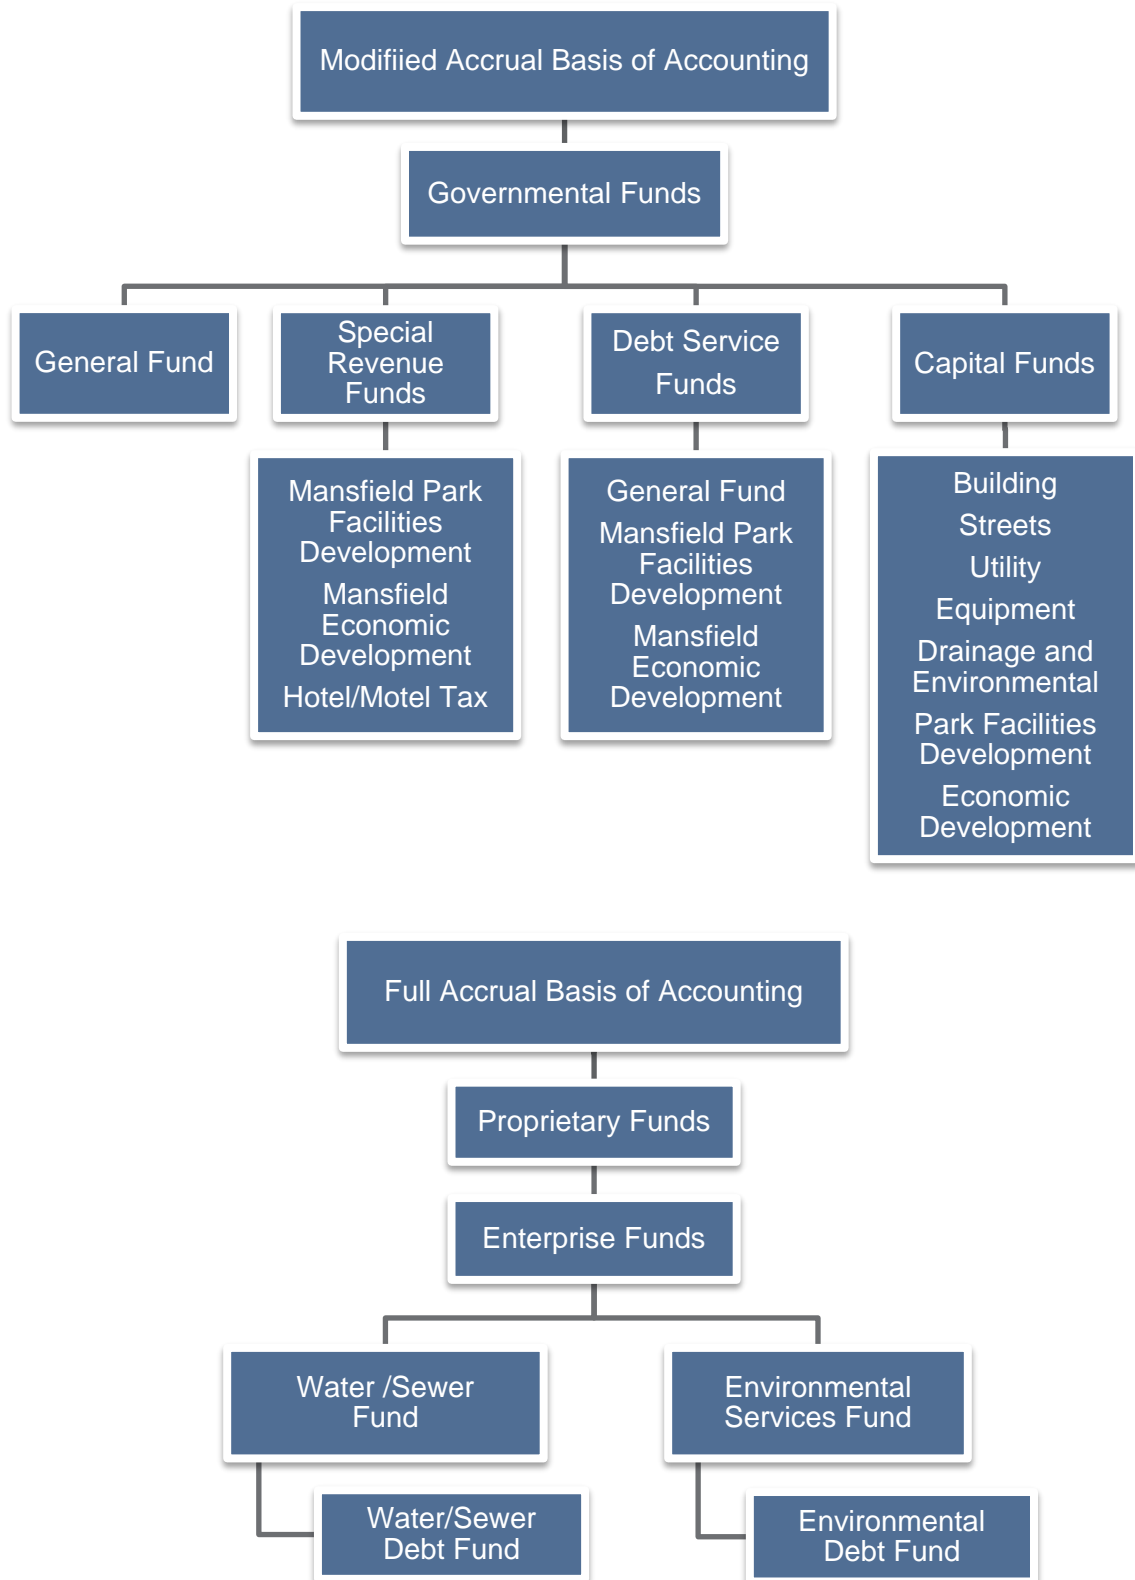 Modifiied Accrual Basis of Accounting
Governmental Funds
General Fund
Special
Revenue
Funds
Debt Service
Funds
Capital Funds
Mansfield Park
Facilities
Development
Mansfield
Economic
Development
Hotel/Motel Tax
General Fund
Mansfield Park
Facilities
Development
Mansfield
Economic
Development
Building
Streets
Utility
Equipment
Drainage and
Environmental
Park Facilities
Development
Economic
Development
Full Accrual Basis of Accounting
Proprietary Funds
Enterprise Funds
Water /Sewer
Fund
Environmental
Services Fund
Water/Sewer
Debt Fund
Environmental
Debt Fund